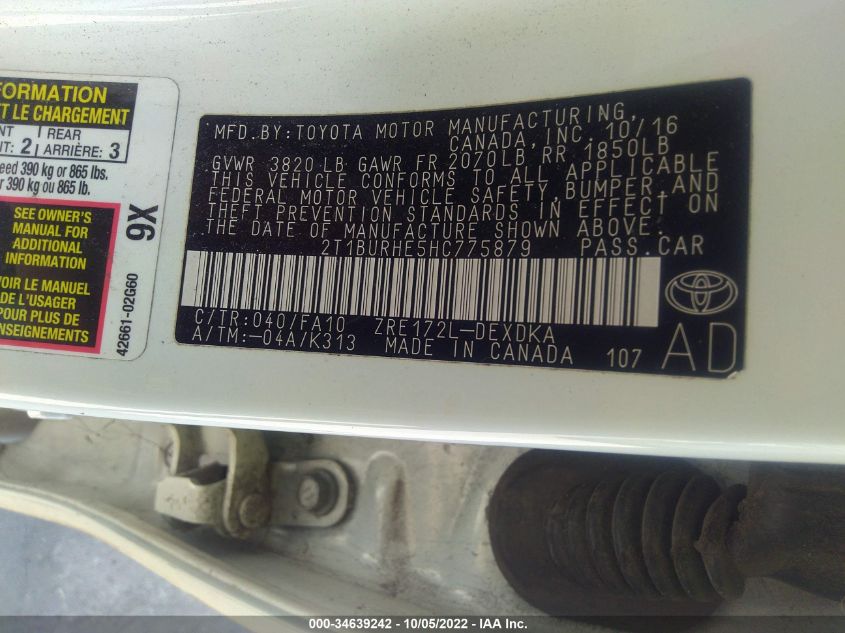 FORMATION
ET LE CHARGEMENT
NT | REAR
NT: 2 | ARRIÈRE: 3
eed 390 kg or 865 lbs.
390 kg ou 865 lb.
SEE OWNER'S
MANUAL FOR
ADDITIONAL
INFORMATION
OIR LE MANUEL
DE L'USAGER
POUR PLUS DE
ENSEIGNEMENTS
9X
42661-02G60
MFD.BY:TOYOTA MOTOR MANUFACTURING,
CANADA, INC. 10/16
GVWR 3820 LB GAWR FR 2070LB RR 1850LB
THIS VEHICLE CONFORMS TO ALL APPLICABLE
FEDERAL MOTOR VEHICLE SAFETY, BUMPER, AND
THEFT PREVENTION STANDARDS IN EFFECT ON
THE DATE OF MANUFACTURE SHOWN ABOVE.
2T1BURHE5HC775879 PASS.CAR
C/TR:040/FA10 ZRE172L-DEXDKA
A/TM:-04A/K313 MADE IN CANADA 107
AD
000-34639242 - 10/05/2022 - IAA Inc.